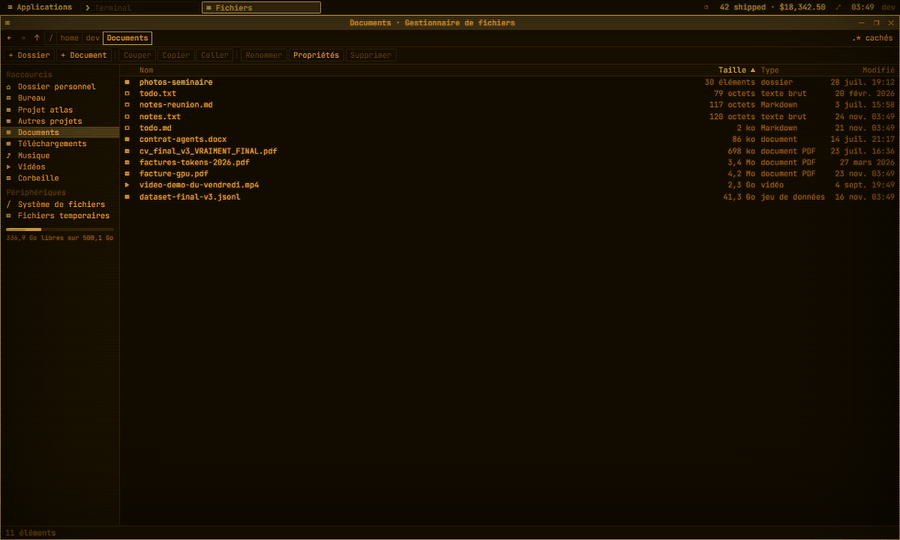 Applications ❯ Terminal Fichiers 42 shipped · $18,342.50 03:49 dev
Documents · Gestionnaire de fichiers
/ home dev Documents .* cachés
+ Dossier + Document Couper Copier Coller Renommer Propriétés Supprimer
Raccourcis
Dossier personnel
Bureau
Projet atlas
Autres projets
Documents
Téléchargements
Musique
Vidéos
Corbeille
Périphériques
/ Système de fichiers
Fichiers temporaires
336,9 Go libres sur 500,1 Go
Nom Taille ▲ Type Modifié
photos-seminaire 30 éléments dossier 28 juil. 19:12
todo.txt 79 octets texte brut 20 févr. 2026
notes-reunion.md 117 octets Markdown 3 juil. 15:58
notes.txt 120 octets texte brut 24 nov. 03:49
todo.md 2 ko Markdown 21 nov. 03:49
contrat-agents.docx 86 ko document 14 juil. 21:17
cv_final_v3_VRAIMENT_FINAL.pdf 698 ko document PDF 23 juil. 16:36
factures-tokens-2026.pdf 3,4 Mo document PDF 27 mars 2026
facture-gpu.pdf 4,2 Mo document PDF 23 nov. 03:49
video-demo-du-vendredi.mp4 2,3 Go vidéo 4 sept. 19:49
dataset-final-v3.jsonl 41,3 Go jeu de données 16 nov. 03:49
11 éléments